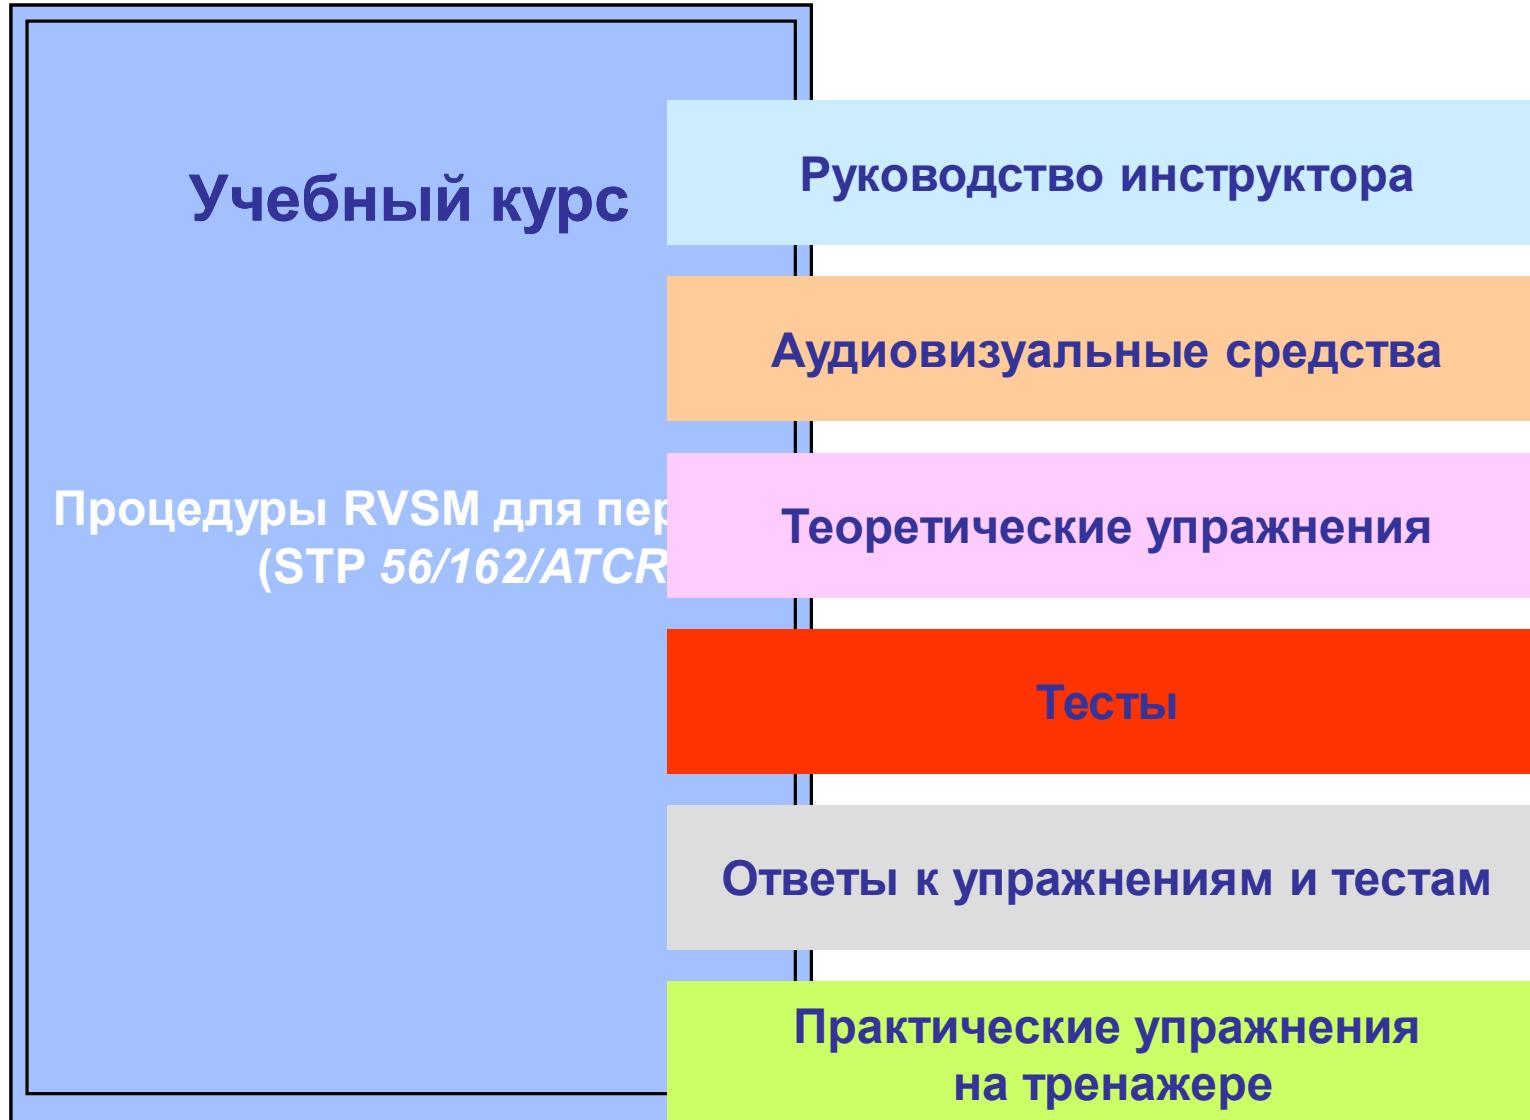 Учебный курс
Процедуры RVSM для
(STP 56/162/ATCR
Руководство инструктора
Аудиовизуальные средства
Теоретические упражнения
Тесты
Ответы к упражнениям и тестам
Практические упражнения
на тренажере